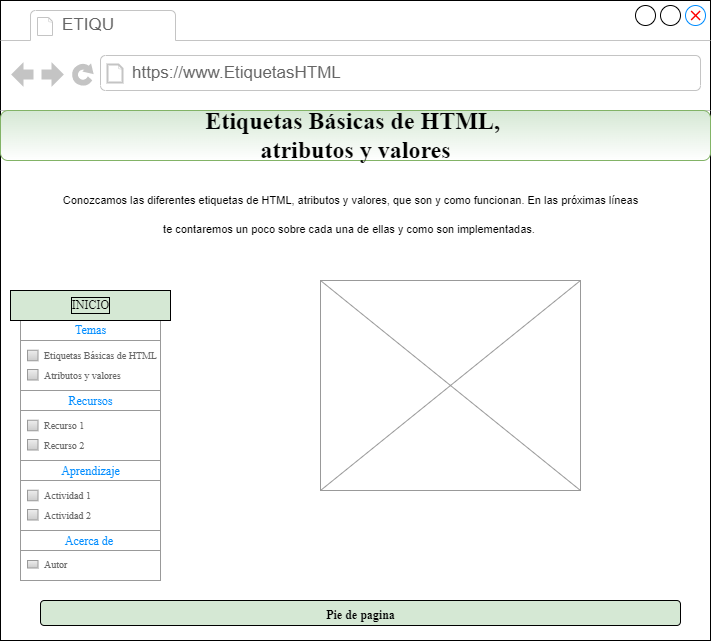 ETIQU
https://www.EtiquetasHTML
Etiquetas Básicas de HTML,
atributos y valores
Conozcamos las diferentes etiquetas de HTML, atributos y valores, que son y como funcionan. En las próximas líneas
te contaremos un poco sobre cada una de ellas y como son implementadas.
INICIO
Temas
Etiquetas Básicas de HTML
Atributos y valores
Recursos
Recurso 1
Recurso 2
Aprendizaje
Actividad 1
Actividad 2
Acerca de
Autor
Pie de pagina